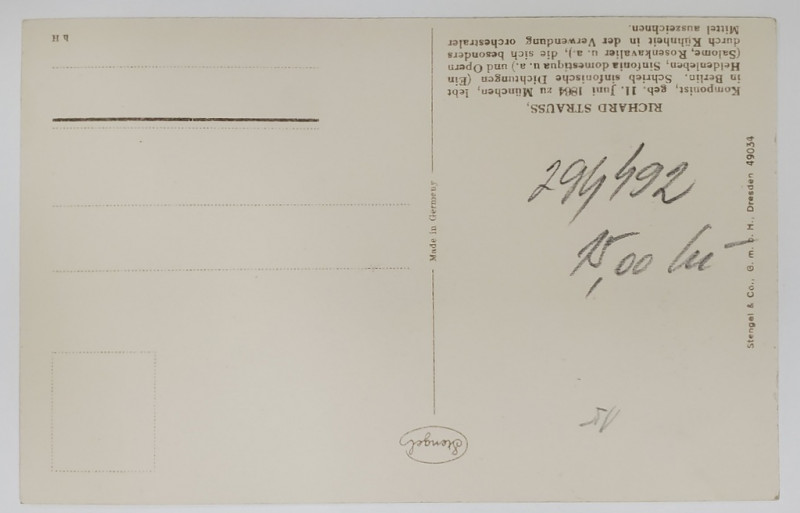 RICHARD STRAUSS,
Komponist, geb. 11. Juni 1864 zu München, lebt
in Berlin. Schrieb sinfonische Dichtungen (Ein
Heldenleben, Sinfonia domestiqua u. a.) und Opern
(Salome, Rosenkavalier u. a.), die sich besonders
durch Kühnheit in der Verwendung orchestraler
Mittel auszeichnen.
Stengel
Made in Germany
Stengel & Co., G. m. b. H., Dresden 49034
294/492
15,00